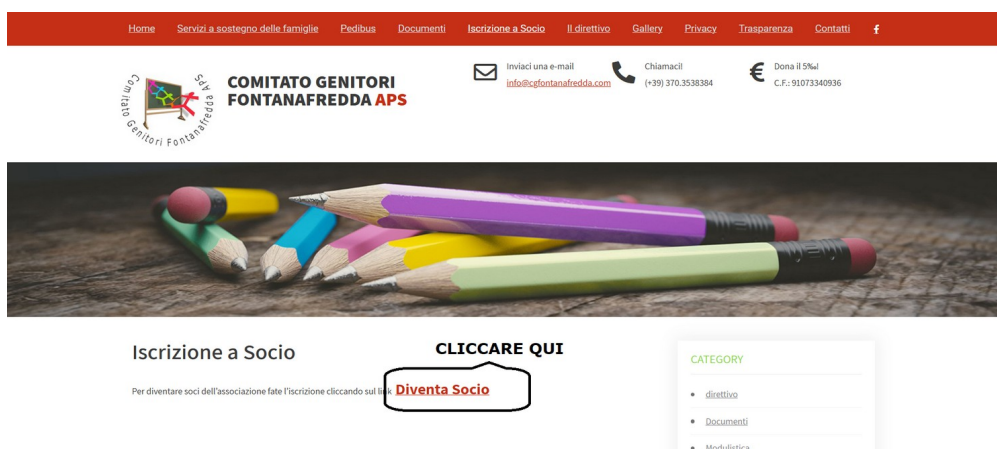 Home Servizi a sostegno delle famiglie Pedibus Documenti Iscrizione a Socio Il direttivo Gallery Privacy Trasparenza Contatti f
Comitato Genitori Fontanafredda APS
COMITATO GENITORI
FONTANAFREDDA APS
Inviaci una e-mail
info@cgfontanafredda.com
Chiamaci!
(+39) 370.3538384
Dona il 5‰!
C.F.: 91073340936
Iscrizione a Socio
CLICCARE QUI
Per diventare soci dell'associazione fate l'iscrizione cliccando sul link Diventa Socio
CATEGORY
direttivo
Documenti
Modulistica